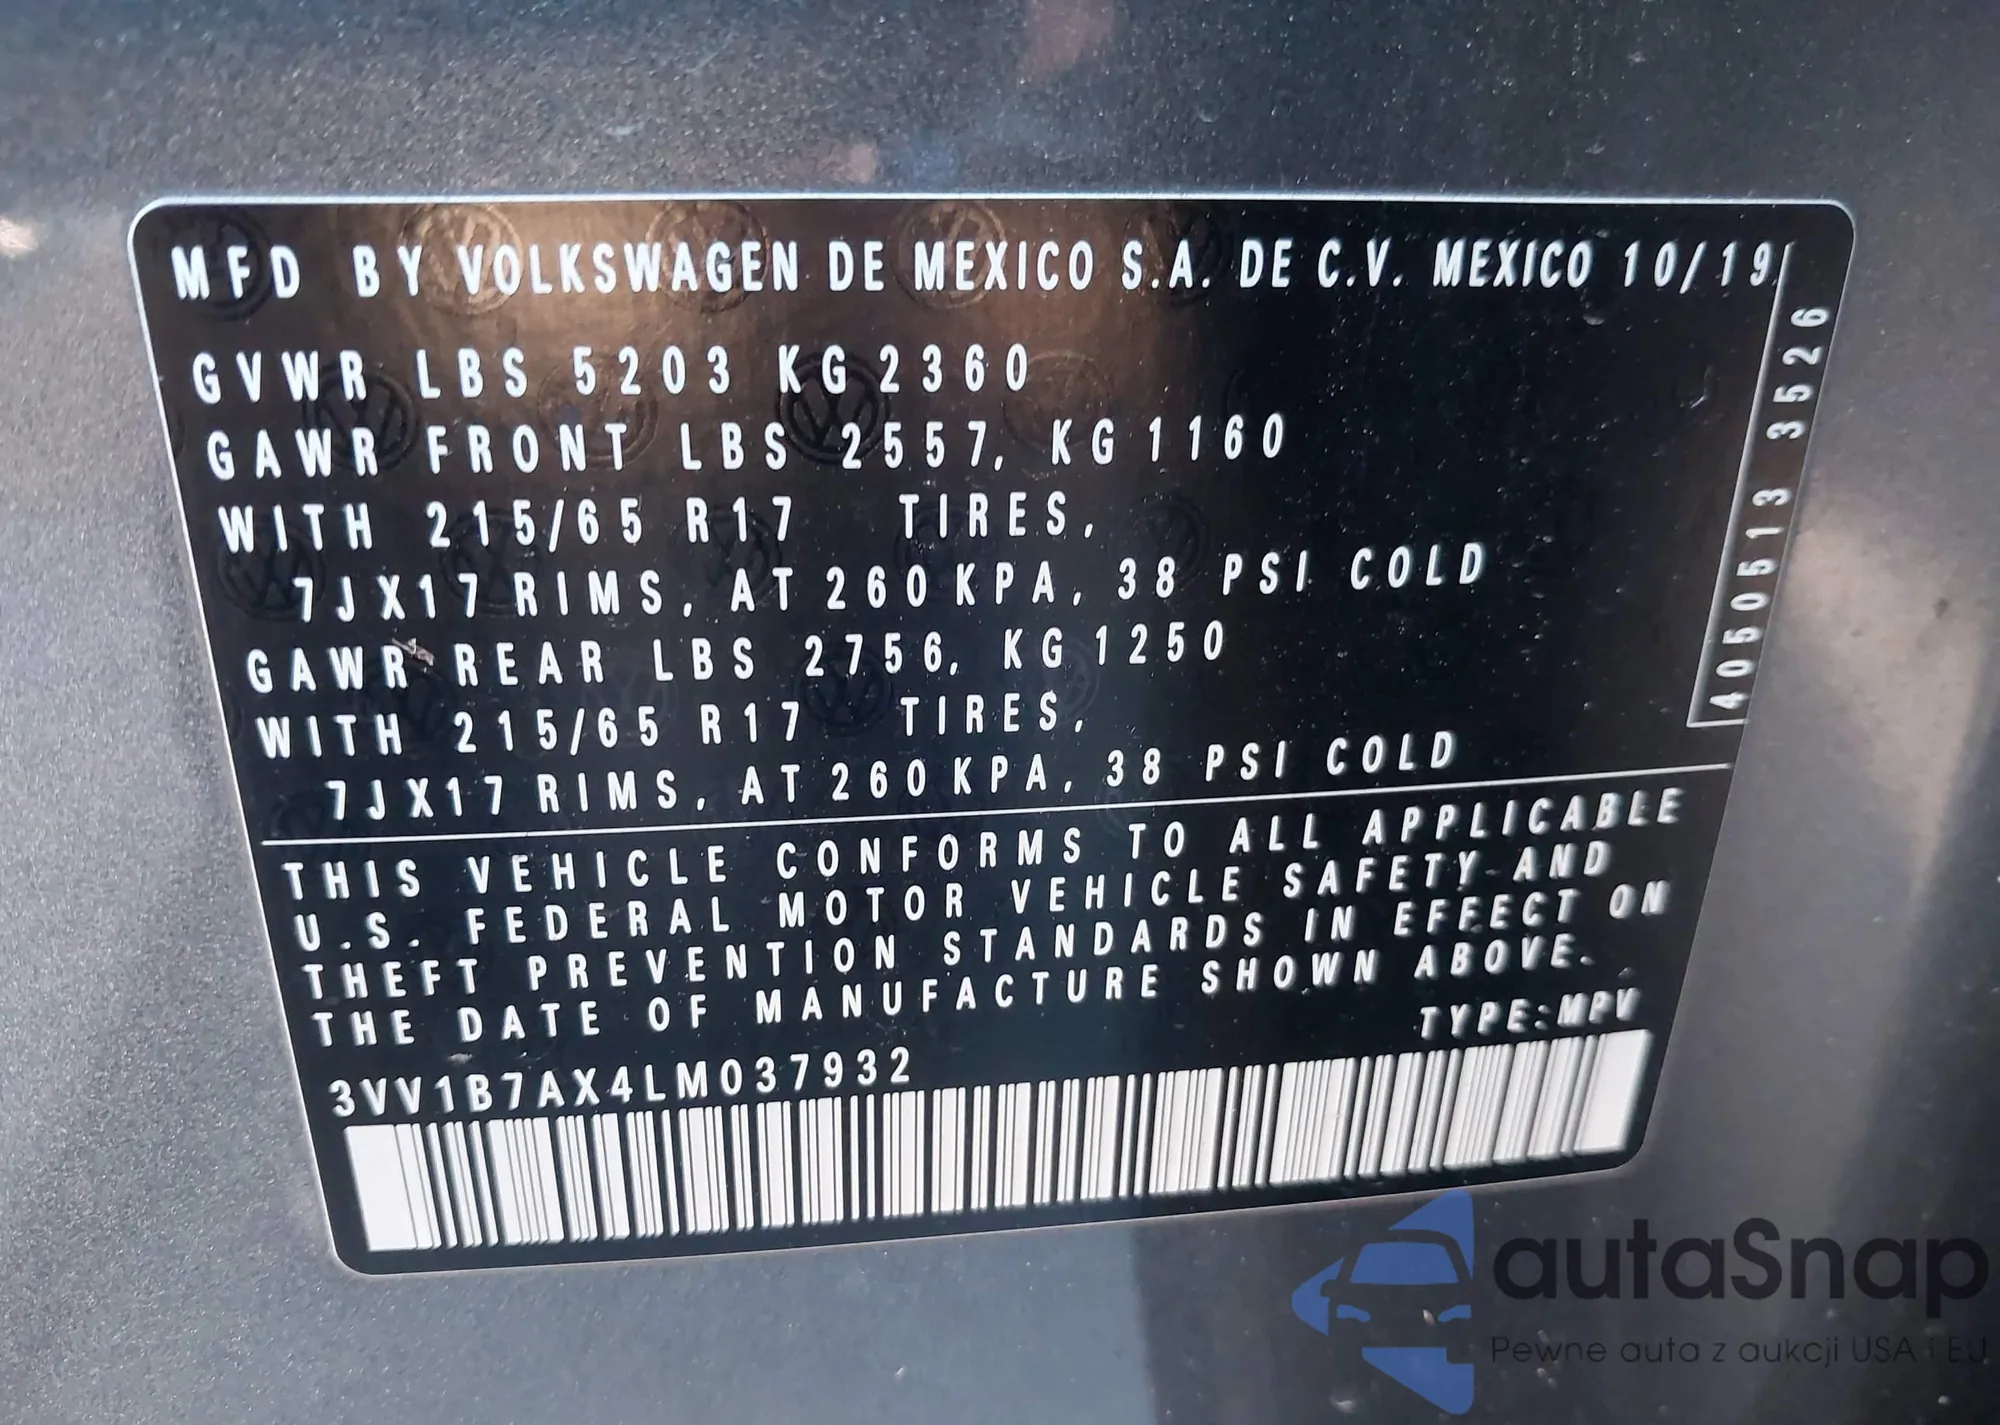 MFD BY VOLKSWAGEN DE MEXICO S.A. DE C.V. MEXICO 10/19
GVWR LBS 5203 KG 2360
GAWR FRONT LBS 2557, KG 1160
WITH 215/65 R17 TIRES,
7JX17 RIMS, AT 260 KPA, 38 PSI COLD
GAWR REAR LBS 2756, KG 1250
WITH 215/65 R17 TIRES,
7JX17 RIMS, AT 260 KPA, 38 PSI COLD
4050513 3526
THIS VEHICLE CONFORMS TO ALL APPLICABLE
U.S. FEDERAL MOTOR VEHICLE SAFETY AND
THEFT PREVENTION STANDARDS IN EFFECT ON
THE DATE OF MANUFACTURE SHOWN ABOVE.
TYPE:MPV
3VV1B7AX4LM037932
autaSnap
Pewne auta z aukcji USA i EU